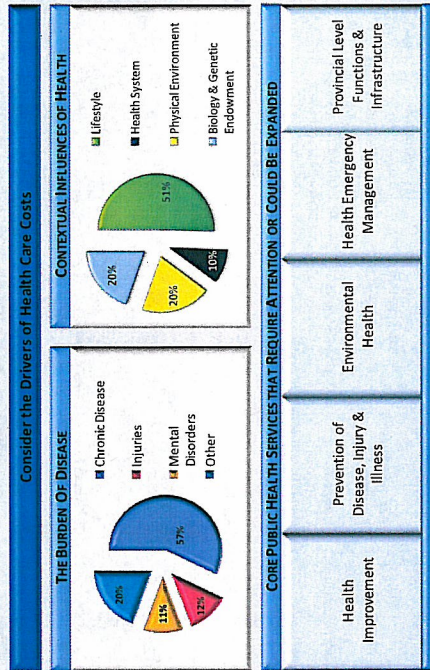 Consider the Drivers of Health Care Costs
THE BURDEN OF DISEASE
20%
11%
12%
57%
Chronic Disease
Injuries
Mental
Disorders
Other
CONTEXTUAL INFLUENCES OF HEALTH
20%
20%
10%
51%
Lifestyle
Health System
Physical Environment
Biology & Genetic
Endowment
CORE PUBLIC HEALTH SERVICES THAT REQUIRE ATTENTION OR COULD BE EXPANDED
Health
Improvement
Prevention of
Disease, Injury &
Illness
Environmental
Health
Health Emergency
Management
Provincial Level
Functions &
Infrastructure